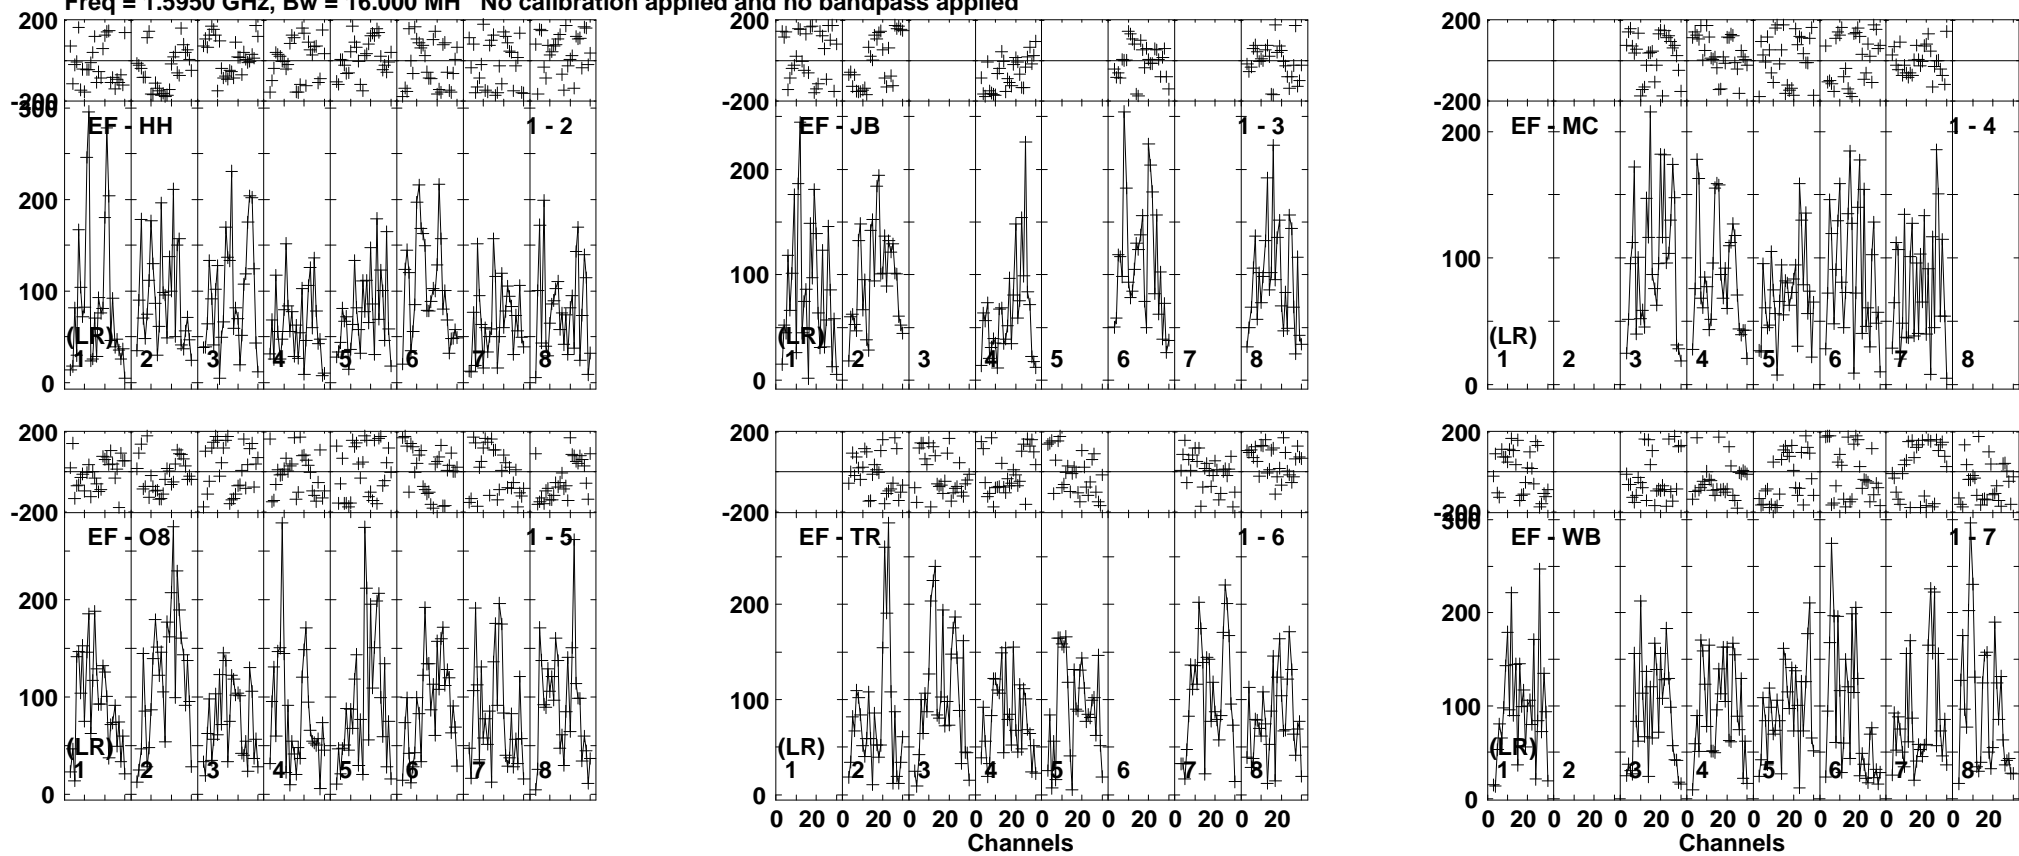 Freq = 1.5950 GHz, Bw = 16.000 MH No calibration applied and no bandpass applied
200
-200
300
200
100
0
EF - HH
1 - 2
(LR)
1 2 3 4 5 6 7 8
200
-200
200
100
0
EF - JB
1 - 3
(LR)
1 2 3 4 5 6 7 8
200
-200
200
100
0
EF - MC
1 - 4
(LR)
1 2 3 4 5 6 7 8
200
-200
200
100
0
EF - O8
1 - 5
(LR)
1 2 3 4 5 6 7 8
200
-200
200
100
0
EF - TR
1 - 6
(LR)
1 2 3 4 5 6 7 8
0 20 0 20 0 20 0 20 0 20 0 20 0 20 0 20
Channels
200
-200
300
200
100
0
EF - WB
1 - 7
(LR)
1 2 3 4 5 6 7 8
0 20 0 20 0 20 0 20 0 20 0 20 0 20 0 20
Channels